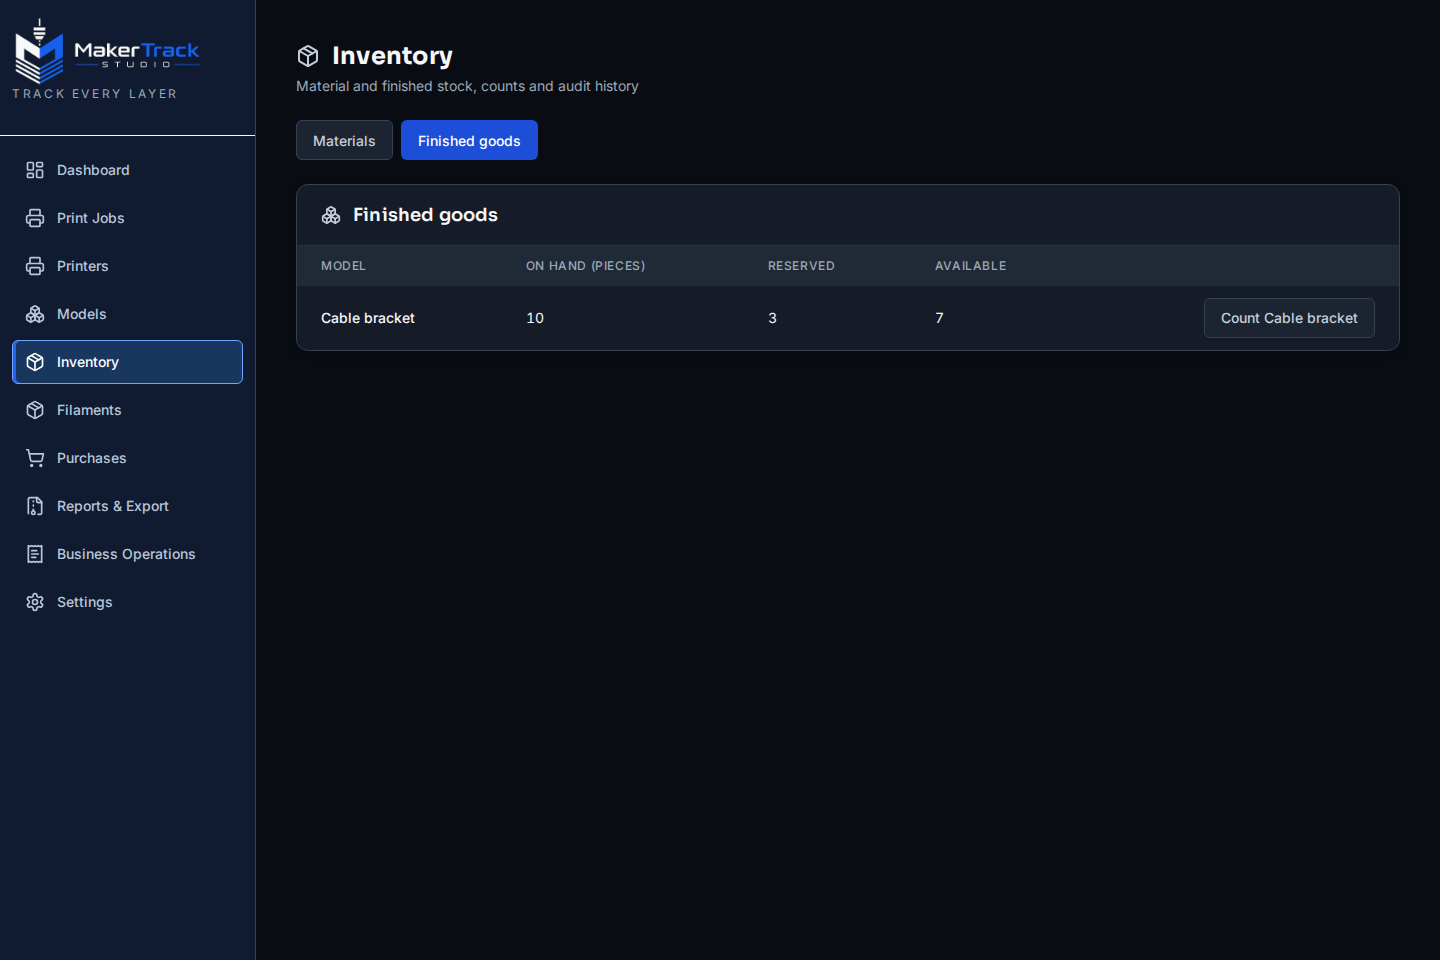 MakerTrack
STUDIO
TRACK EVERY LAYER
Dashboard
Print Jobs
Printers
Models
Inventory
Filaments
Purchases
Reports & Export
Business Operations
Settings
Inventory
Material and finished stock, counts and audit history
Materials
Finished goods
Finished goods
MODEL ON HAND (PIECES) RESERVED AVAILABLE
Cable bracket 10 3 7 Count Cable bracket